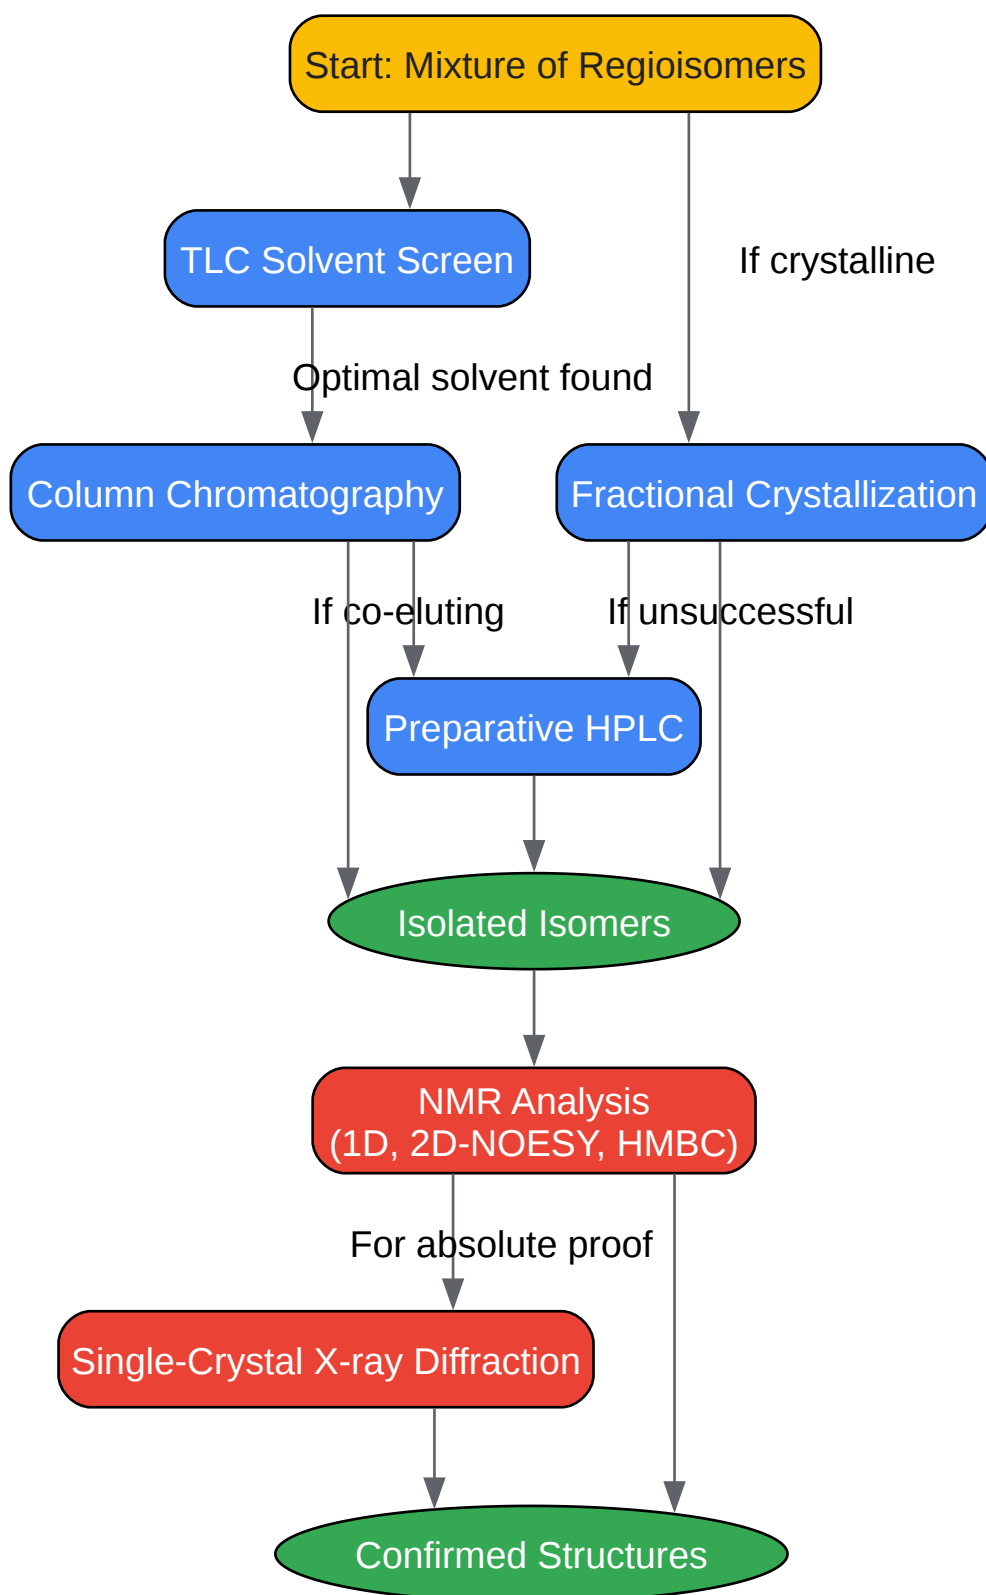 Start: Mixture of Regioisomers
TLC Solvent Screen
If crystalline
Optimal solvent found
Column Chromatography
Fractional Crystallization
If co-eluting
If unsuccessful
Preparative HPLC
Isolated Isomers
NMR Analysis
(1D, 2D-NOESY, HMBC)
For absolute proof
Single-Crystal X-ray Diffraction
Confirmed Structures